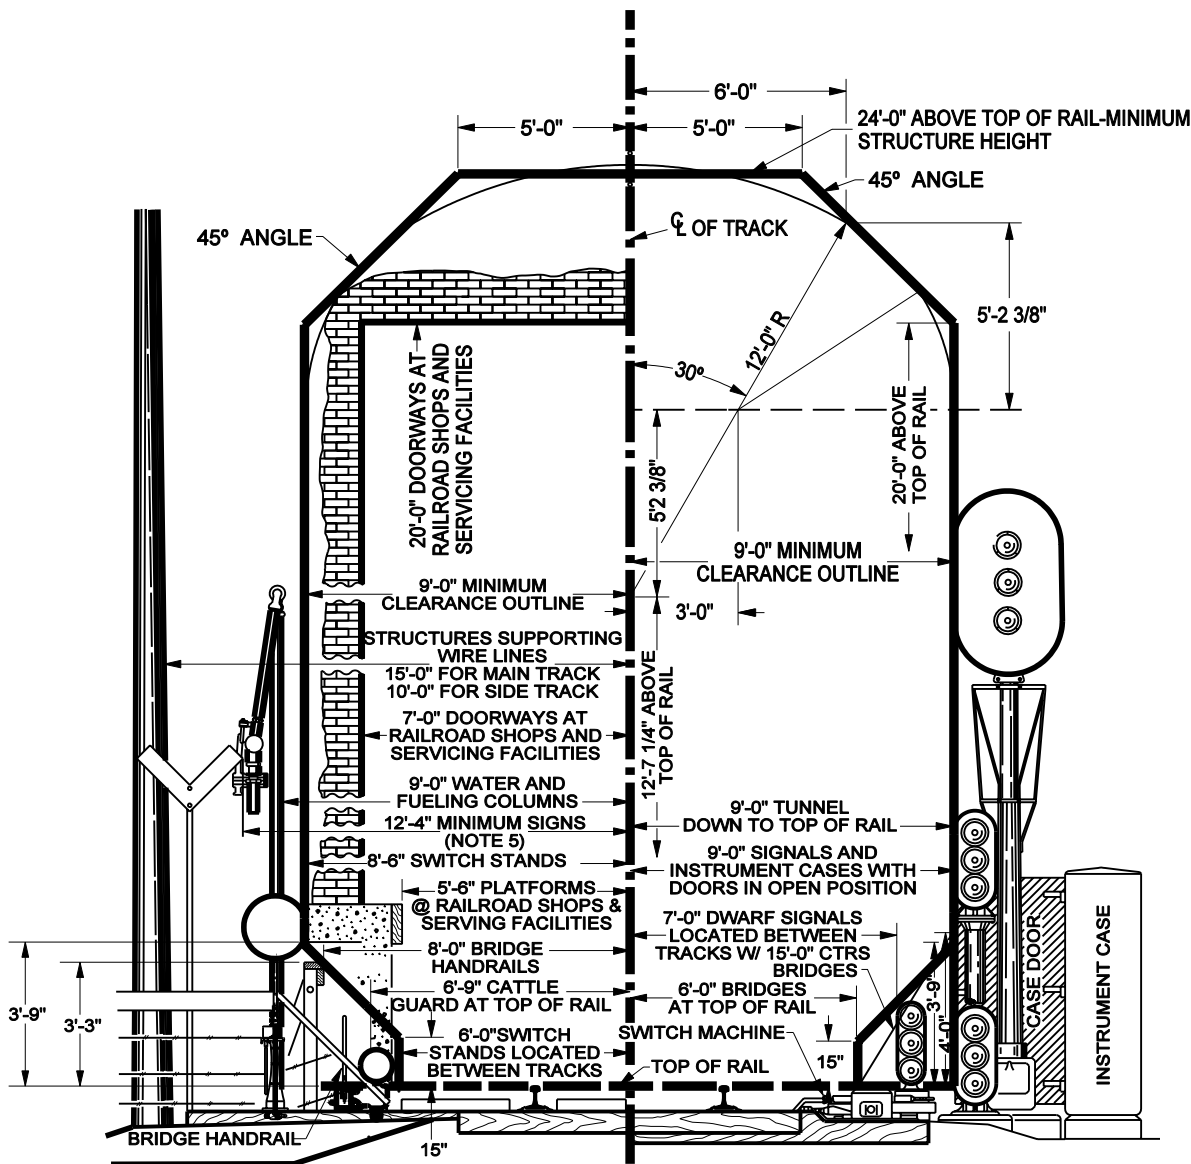 6'-0"
5'-0"
5'-0"
24'-0" ABOVE TOP OF RAIL-MINIMUM
STRUCTURE HEIGHT
45º ANGLE
45º ANGLE
℄ OF TRACK
5'-2 3/8"
12'-0" R
30º
20'-0" DOORWAYS AT
RAILROAD SHOPS AND
SERVICING FACILITIES
20'-0" ABOVE
TOP OF RAIL
5'2 3/8"
9'-0" MINIMUM
CLEARANCE OUTLINE
9'-0" MINIMUM
CLEARANCE OUTLINE
3'-0"
STRUCTURES SUPPORTING
WIRE LINES
15'-0" FOR MAIN TRACK
10'-0" FOR SIDE TRACK
12'-7 1/4" ABOVE
TOP OF RAIL
7'-0" DOORWAYS AT
RAILROAD SHOPS AND
SERVICING FACILITIES
9'-0" WATER AND
FUELING COLUMNS
12'-4" MINIMUM SIGNS
(NOTE 5)
8'-6" SWITCH STANDS
9'-0" TUNNEL
DOWN TO TOP OF RAIL
9'-0" SIGNALS AND
INSTRUMENT CASES WITH
DOORS IN OPEN POSITION
5'-6" PLATFORMS
@ RAILROAD SHOPS &
SERVING FACILITIES
7'-0" DWARF SIGNALS
LOCATED BETWEEN
TRACKS W/ 15'-0" CTRS
BRIDGES
8'-0" BRIDGE
HANDRAILS
6'-9" CATTLE
GUARD AT TOP OF RAIL
6'-0" BRIDGES
AT TOP OF RAIL
3'-9"
3'-3"
6'-0"SWITCH
STANDS LOCATED
BETWEEN TRACKS
SWITCH MACHINE
15"
3'-9"
4'-0"
CASE DOOR
INSTRUMENT CASE
TOP OF RAIL
BRIDGE HANDRAIL
15"